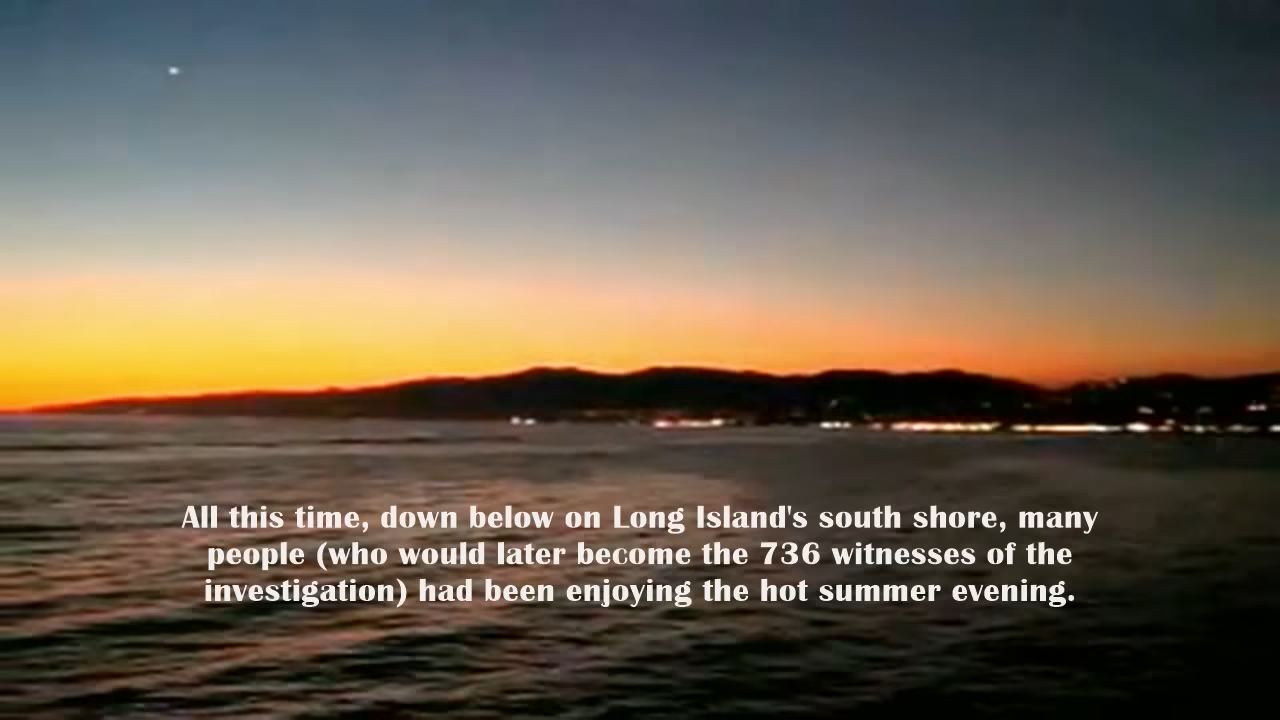 All this time, down below on Long Island's south shore, many
people (who would later become the 736 witnesses of the
investigation) had been enjoying the hot summer evening.